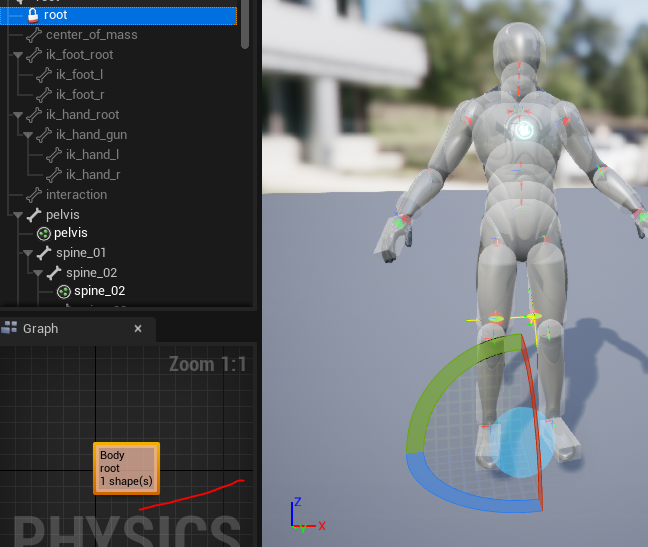 root
center_of_mass
ik_foot_root
ik_foot_l
ik_foot_r
ik_hand_root
ik_hand_gun
ik_hand_l
ik_hand_r
interaction
pelvis
pelvis
spine_01
spine_02
spine_02
Graph
Zoom 1:1
Body
root
1 shape(s)
PHYSICS
Z
X